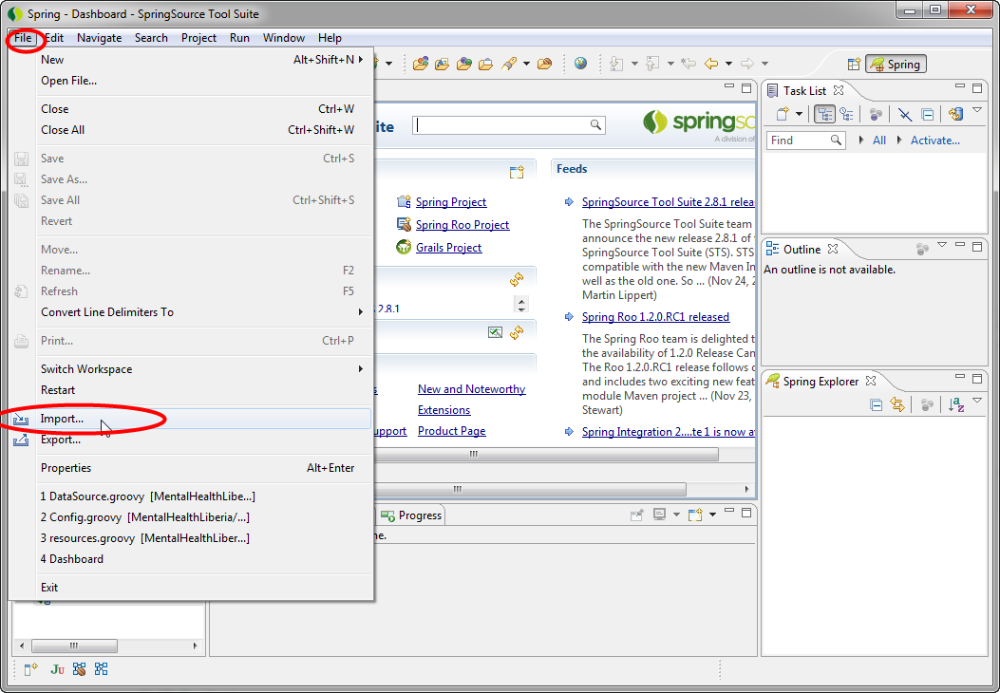 Spring - Dashboard - SpringSource Tool Suite
File Edit Navigate Search Project Run Window Help
New Alt+Shift+N
Open File...
Close Ctrl+W
Close All Ctrl+Shift+W
Save Ctrl+S
Save As...
Save All Ctrl+Shift+S
Revert
Move...
Rename... F2
Refresh F5
Convert Line Delimiters To
Print... Ctrl+P
Switch Workspace
Restart
Import...
Export...
Properties Alt+Enter
1 DataSource.groovy [MentalHealthLibe...]
2 Config.groovy [MentalHealthLiberia/...]
3 resources.groovy [MentalHealthLiber...]
4 Dashboard
Exit
Spring
ite
springso
A division of
Spring Project
Spring Roo Project
Grails Project
2.8.1
s
New and Noteworthy
Extensions
upport Product Page
Feeds
SpringSource Tool Suite 2.8.1 relea
The SpringSource Tool Suite team
announce the new release 2.8.1 of
SpringSource Tool Suite (STS). STS
compatible with the new Maven In
well as the old one. So ... (Nov 24, 2
Martin Lippert)
Spring Roo 1.2.0.RC1 released
The Spring Roo team is delighted t
the availability of 1.2.0 Release Can
The Roo 1.2.0.RC1 release follows
and includes two exciting new feat
module Maven project ... (Nov 23,
Stewart)
Spring Integration 2....te 1 is now a
Progress
ne.
Task List
Find All Activate...
Outline
An outline is not available.
Spring Explorer
a
z
Ju